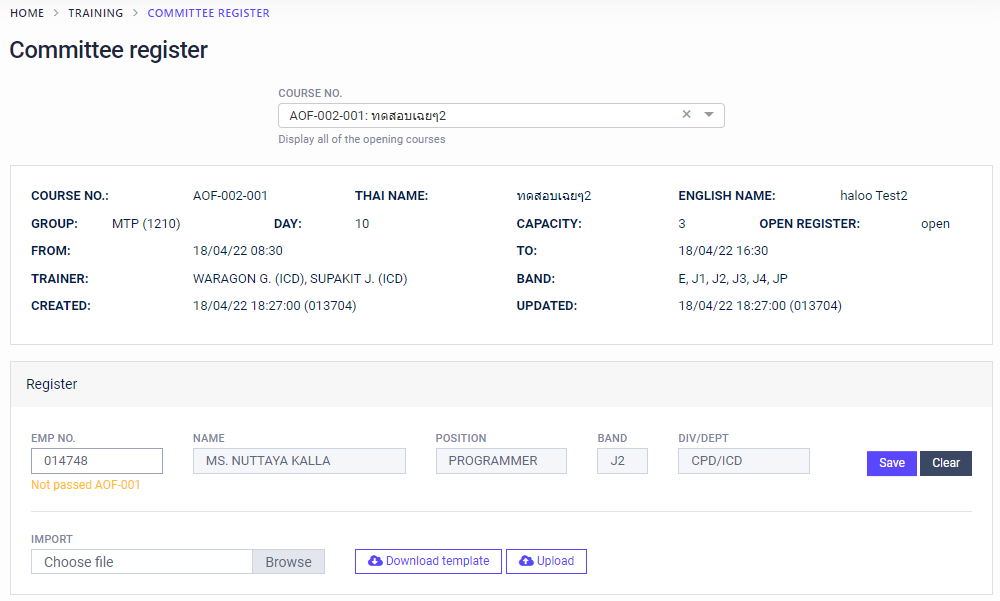 HOME > TRAINING > COMMITTEE REGISTER
Committee register
COURSE NO.
AOF-002-001: ทดสอบเฉยๆ2
Display all of the opening courses
COURSE NO.: AOF-002-001 THAI NAME: ทดสอบเฉยๆ2 ENGLISH NAME: haloo Test2
GROUP: MTP (1210) DAY: 10 CAPACITY: 3 OPEN REGISTER: open
FROM: 18/04/22 08:30 TO: 18/04/22 16:30
TRAINER: WARAGON G. (ICD), SUPAKIT J. (ICD) BAND: E, J1, J2, J3, J4, JP
CREATED: 18/04/22 18:27:00 (013704) UPDATED: 18/04/22 18:27:00 (013704)
Register
EMP NO. NAME POSITION BAND DIV/DEPT
014748 MS. NUTTAYA KALLA PROGRAMMER J2 CPD/ICD Save Clear
Not passed AOF-001
IMPORT
Choose file Browse Download template Upload